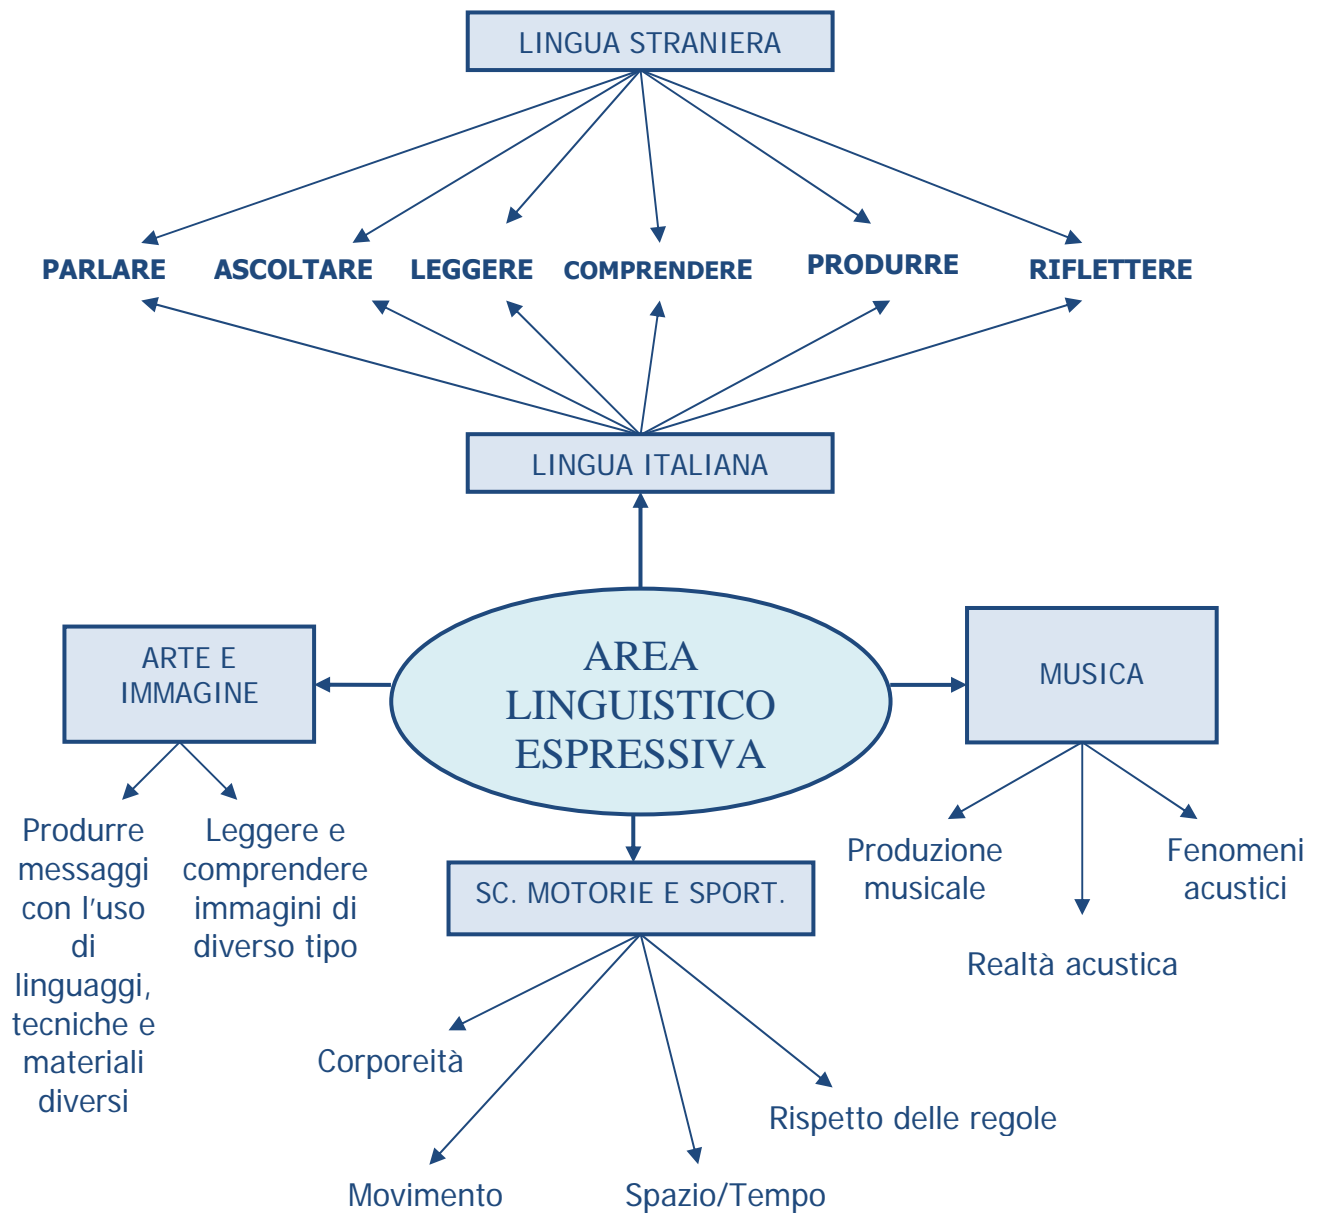 LINGUA STRANIERA
PARLARE
ASCOLTARE
LEGGERE
COMPRENDERE
PRODURRE
RIFLETTERE
LINGUA ITALIANA
AREA
LINGUISTICO
ESPRESSIVA
ARTE E
IMMAGINE
MUSICA
Produrre
messaggi
con l'uso
di
linguaggi,
tecniche e
materiali
diversi
Leggere e
comprendere
immagini di
diverso tipo
SC. MOTORIE E SPORT.
Produzione
musicale
Realtà acustica
Fenomeni
acustici
Corporeità
Movimento
Spazio/Tempo
Rispetto delle regole